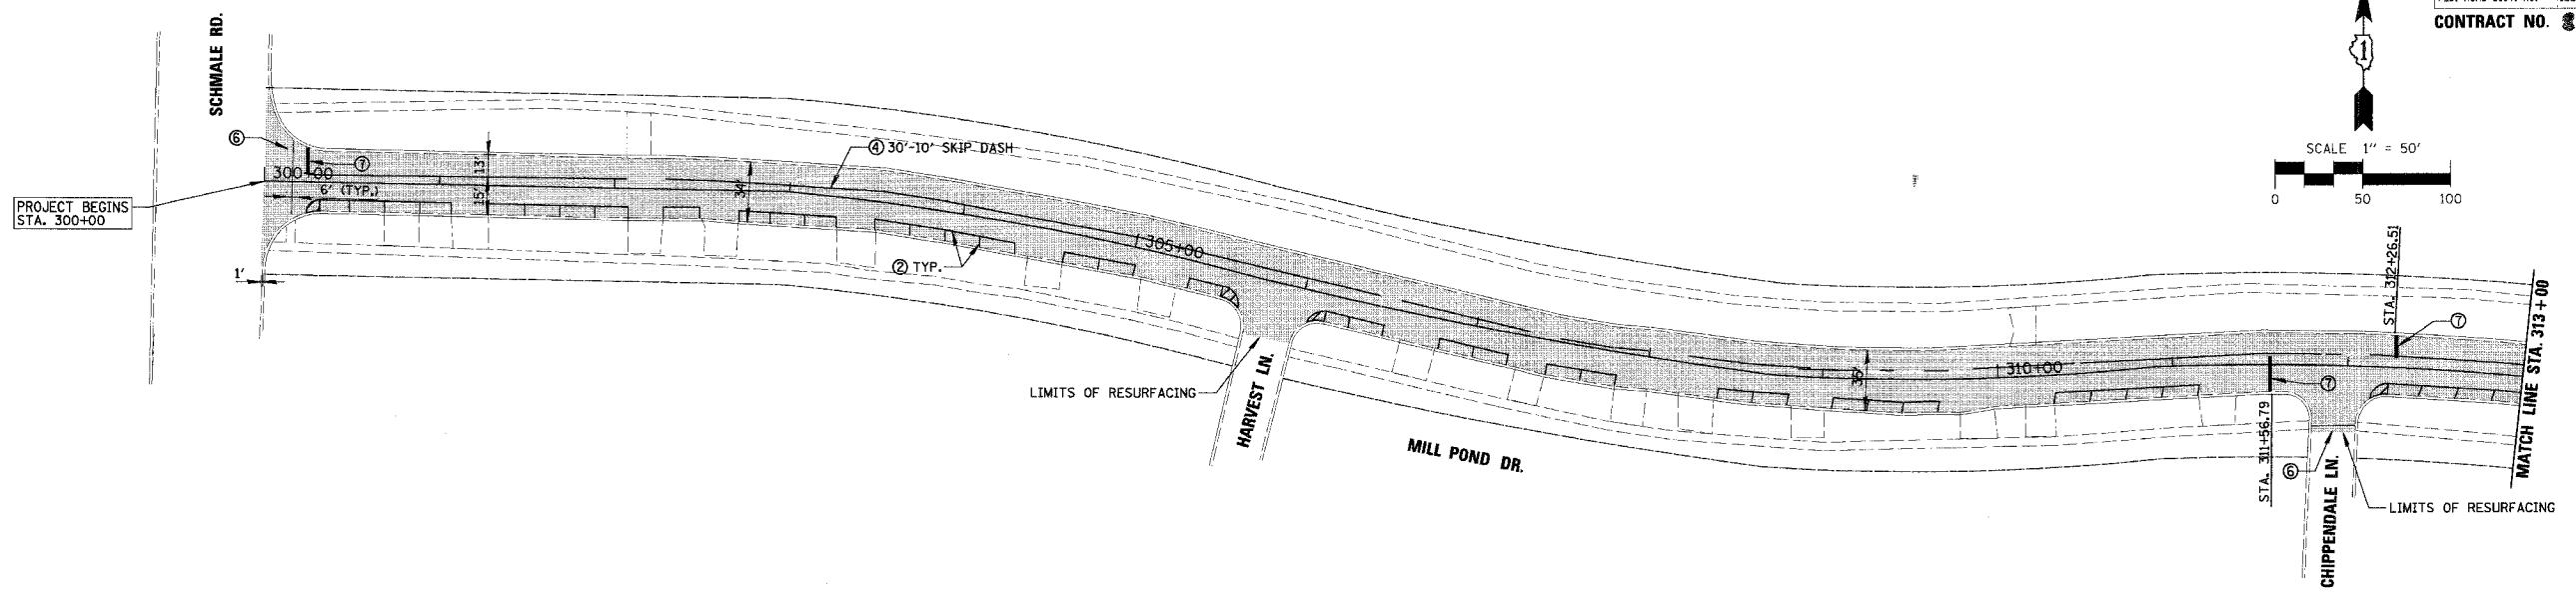 CONTRACT NO.
SCHMALE RD.
1
SCALE 1" = 50'
0 50 100
⑥
⑦
④ 30'-10' SKIP DASH
13'
15'
34'
300+00
6' (TYP.)
PROJECT BEGINS
STA. 300+00
1'
② TYP.
305+00
LIMITS OF RESURFACING
HARVEST LN.
MILL POND DR.
36'
310+00
STA. 312+26.51
⑦
MATCH LINE STA. 313+00
⑦
STA. 311+56.79
⑥
CHIPPENDALE LN.
LIMITS OF RESURFACING